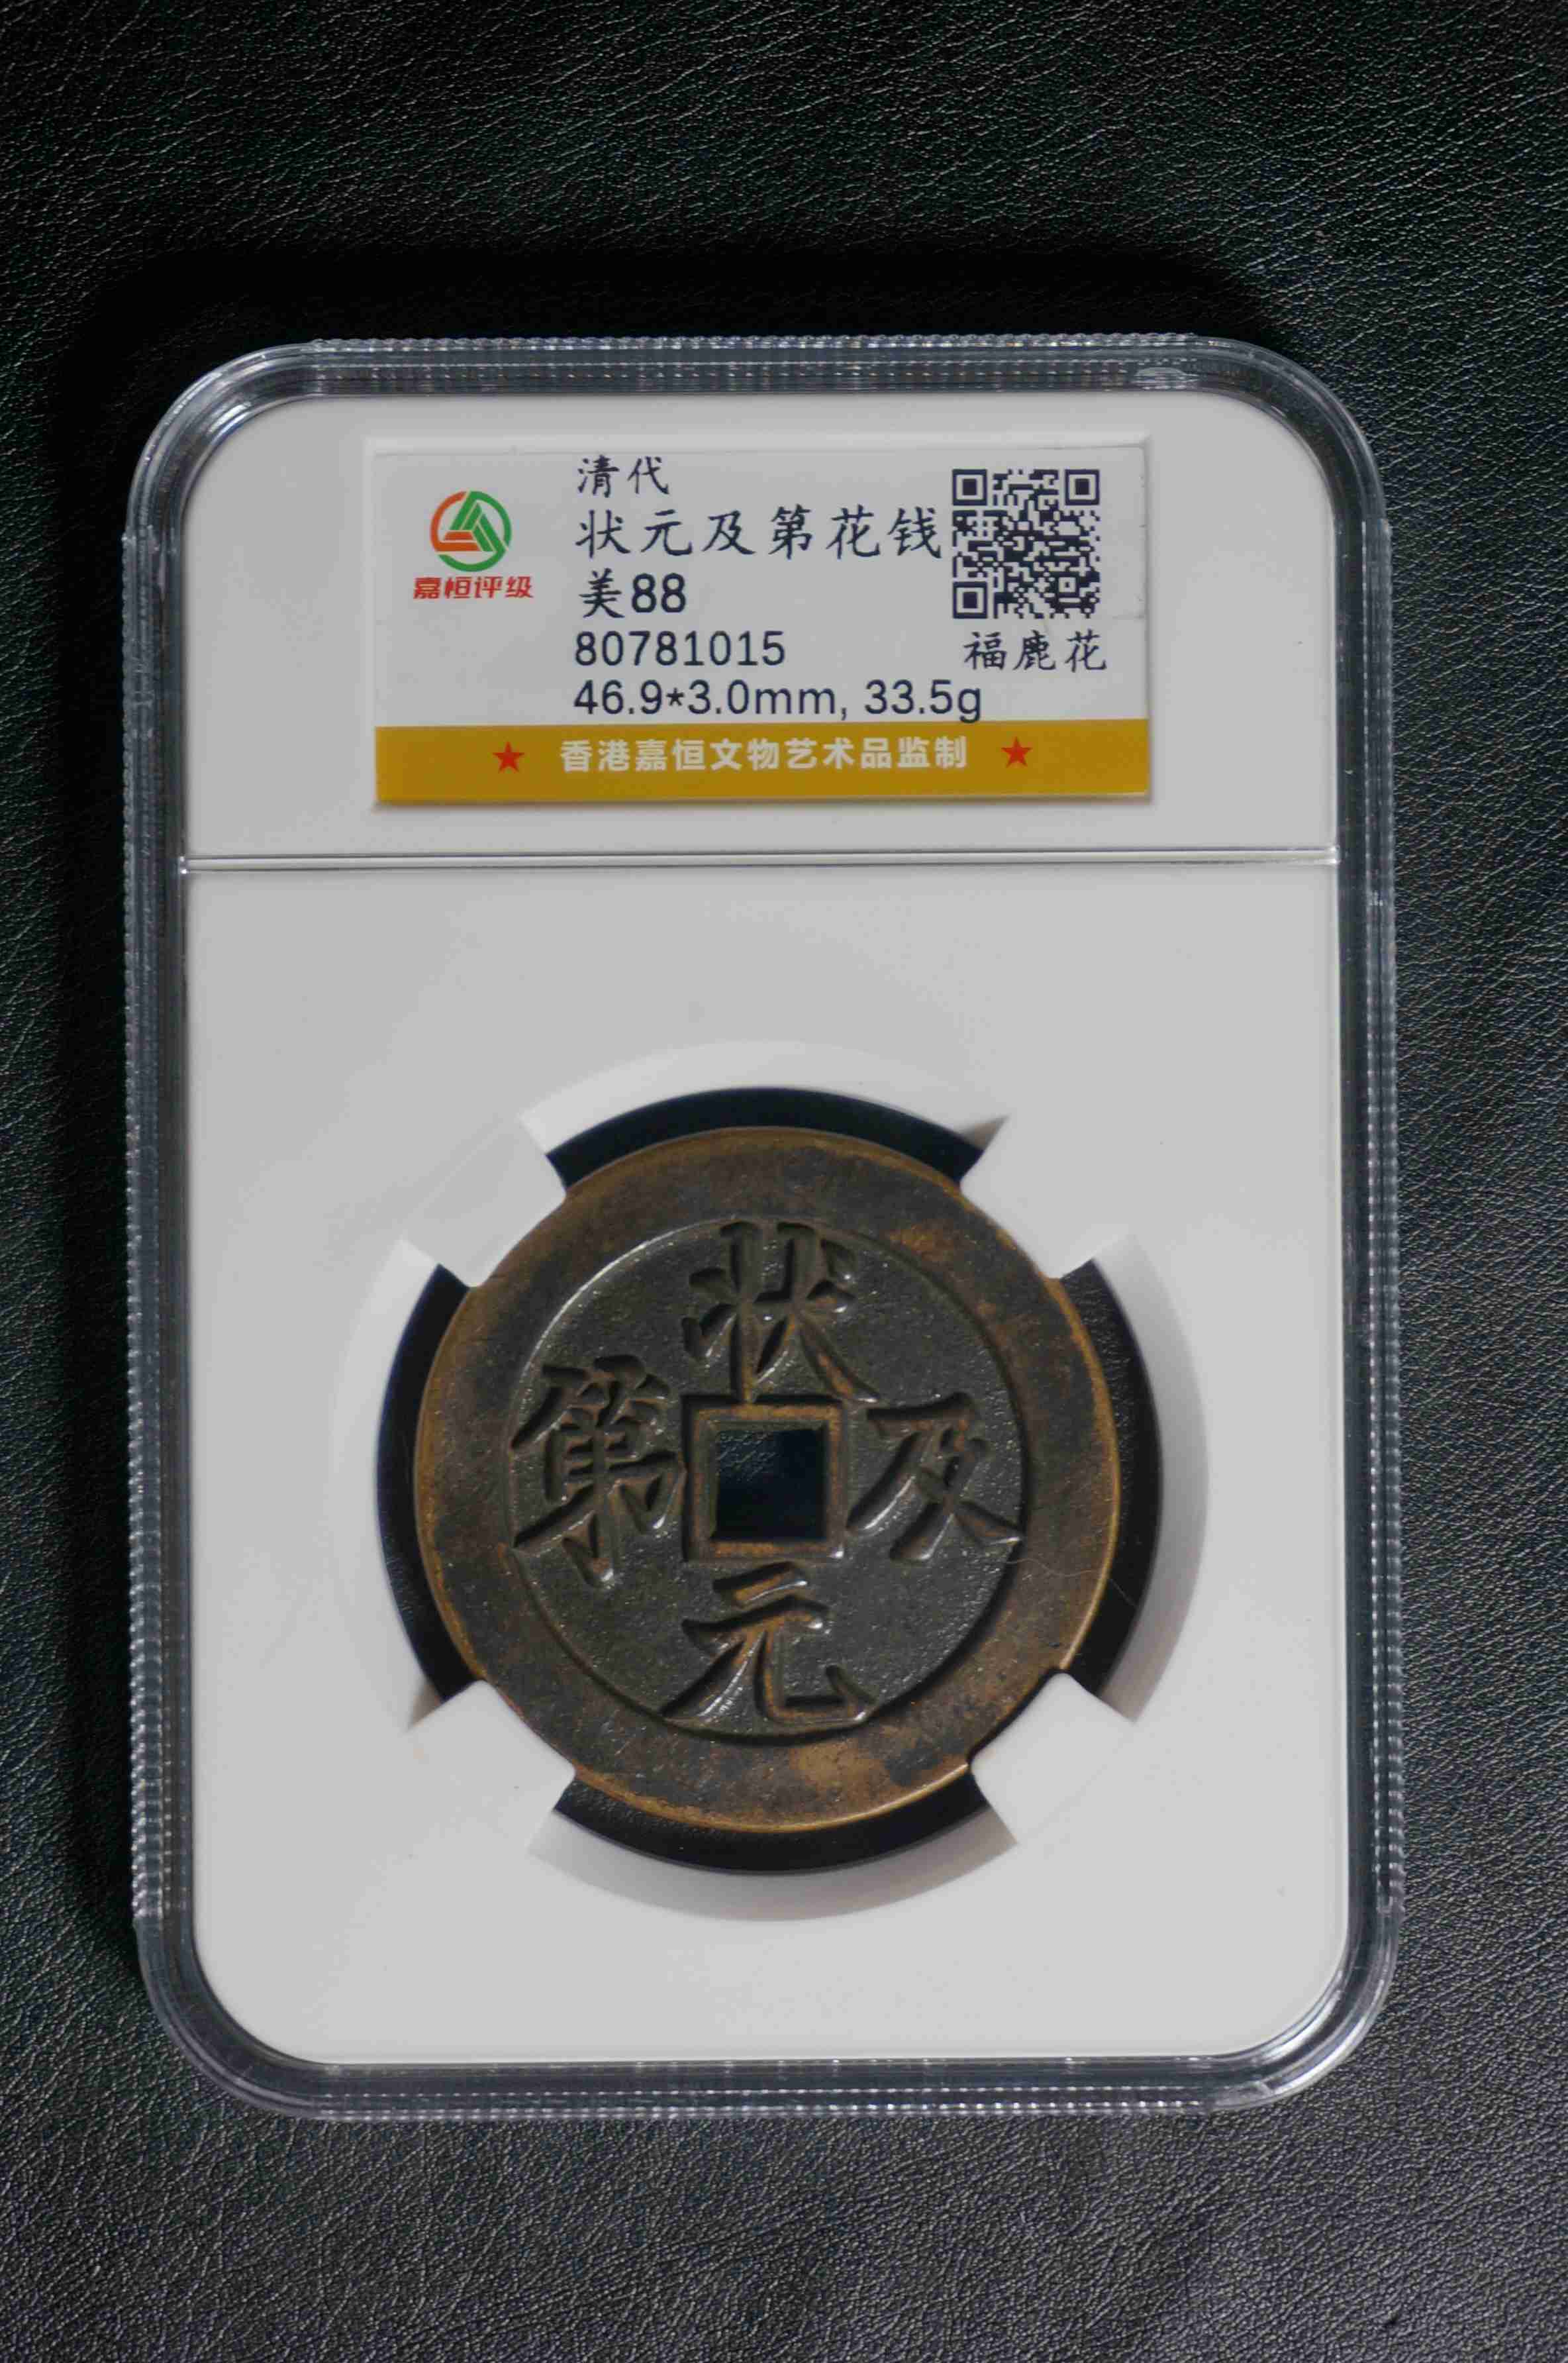 清代
状元及第花钱
美88
80781015
46.9*3.0mm, 33.5g
嘉恒评级
福鹿花
★ 香港嘉恒文物艺术品监制 ★
状元及第